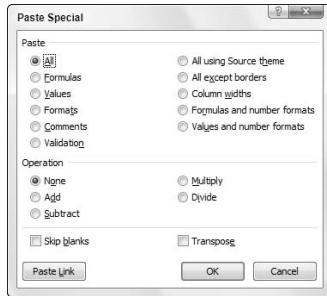 Paste Special
Paste
All
All using Source theme
Formulas
All except borders
Values
Column widths
Formats
Formulas and number formats
Comments
Values and number formats
Validation
Operation
None
Multiply
Add
Divide
Subtract
Skip blanks
Transpose
Paste Link
OK
Cancel